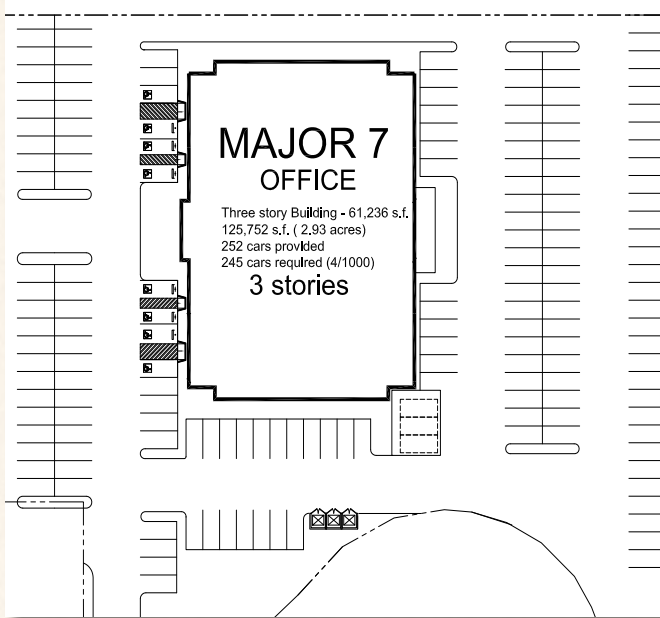 MAJOR 7
OFFICE
Three story Building - 61,236 s.f.
125,752 s.f. ( 2.93 acres)
252 cars provided
245 cars required (4/1000)
3 stories